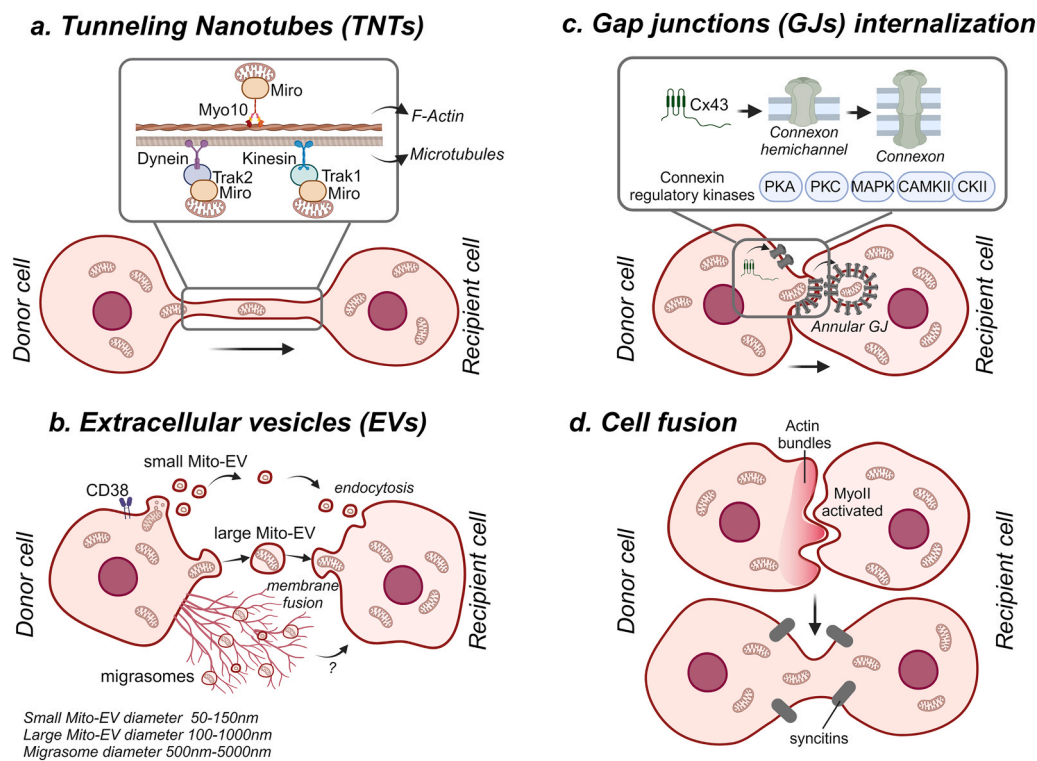 a. Tunneling Nanotubes (TNTs)
Miro
Myo10
F-Actin
Microtubules
Dynein
Kinesin
Trak2
Miro
Trak1
Miro
Donor cell
Recipient cell
b. Extracellular vesicles (EVs)
small Mito-EV
CD38
endocytosis
large Mito-EV
membrane
fusion
migrasomes
?
Donor cell
Recipient cell
Small Mito-EV diameter 50-150nm
Large Mito-EV diameter 100-1000nm
Migrasome diameter 500nm-5000nm
c. Gap junctions (GJs) internalization
Cx43
Connexon
hemichannel
Connexon
Connexin
regulatory kinases
PKA
PKC
MAPK
CAMKII
CKII
Annular GJ
Donor cell
Recipient cell
d. Cell fusion
Actin
bundles
MyoII
activated
Donor cell
Recipient cell
syncitins